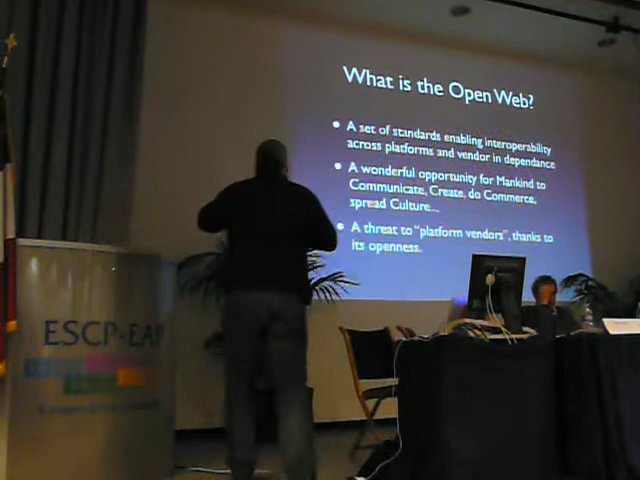 What is the Open Web?
• A set of standards enabling interoperability
across platforms and vendor in dependance
• A wonderful opportunity for Mankind to
Communicate, Create, do Commerce,
spread Culture...
• A threat to "platform vendors", thanks to
its openness.
ESCP-EAP